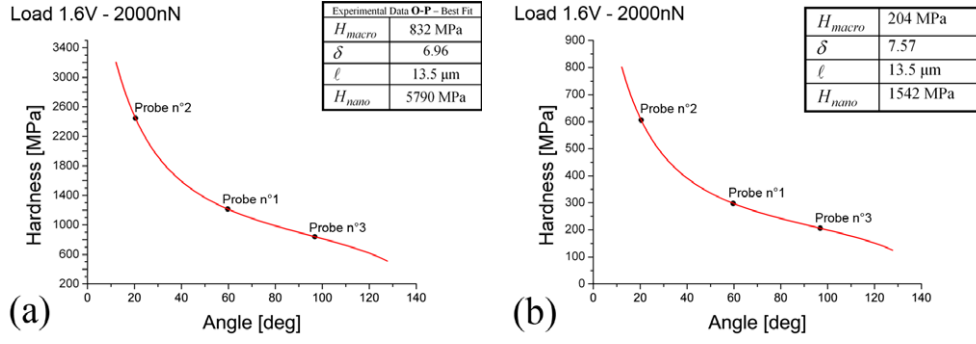 Load 1.6V - 2000nN
Experimental Data O-P – Best Fit
H_macro 832 MPa
δ 6.96
ℓ 13.5 μm
H_nano 5790 MPa
3400
3000
2600
2200
1800
1400
1000
600
200
Hardness [MPa]
Probe n°2
Probe n°1
Probe n°3
0 20 40 60 80 100 120 140
Angle [deg]
(a)
Load 1.6V - 2000nN
H_macro 204 MPa
δ 7.57
ℓ 13.5 μm
H_nano 1542 MPa
900
800
700
600
500
400
300
200
100
0
Hardness [MPa]
Probe n°2
Probe n°1
Probe n°3
0 20 40 60 80 100 120 140
Angle [deg]
(b)